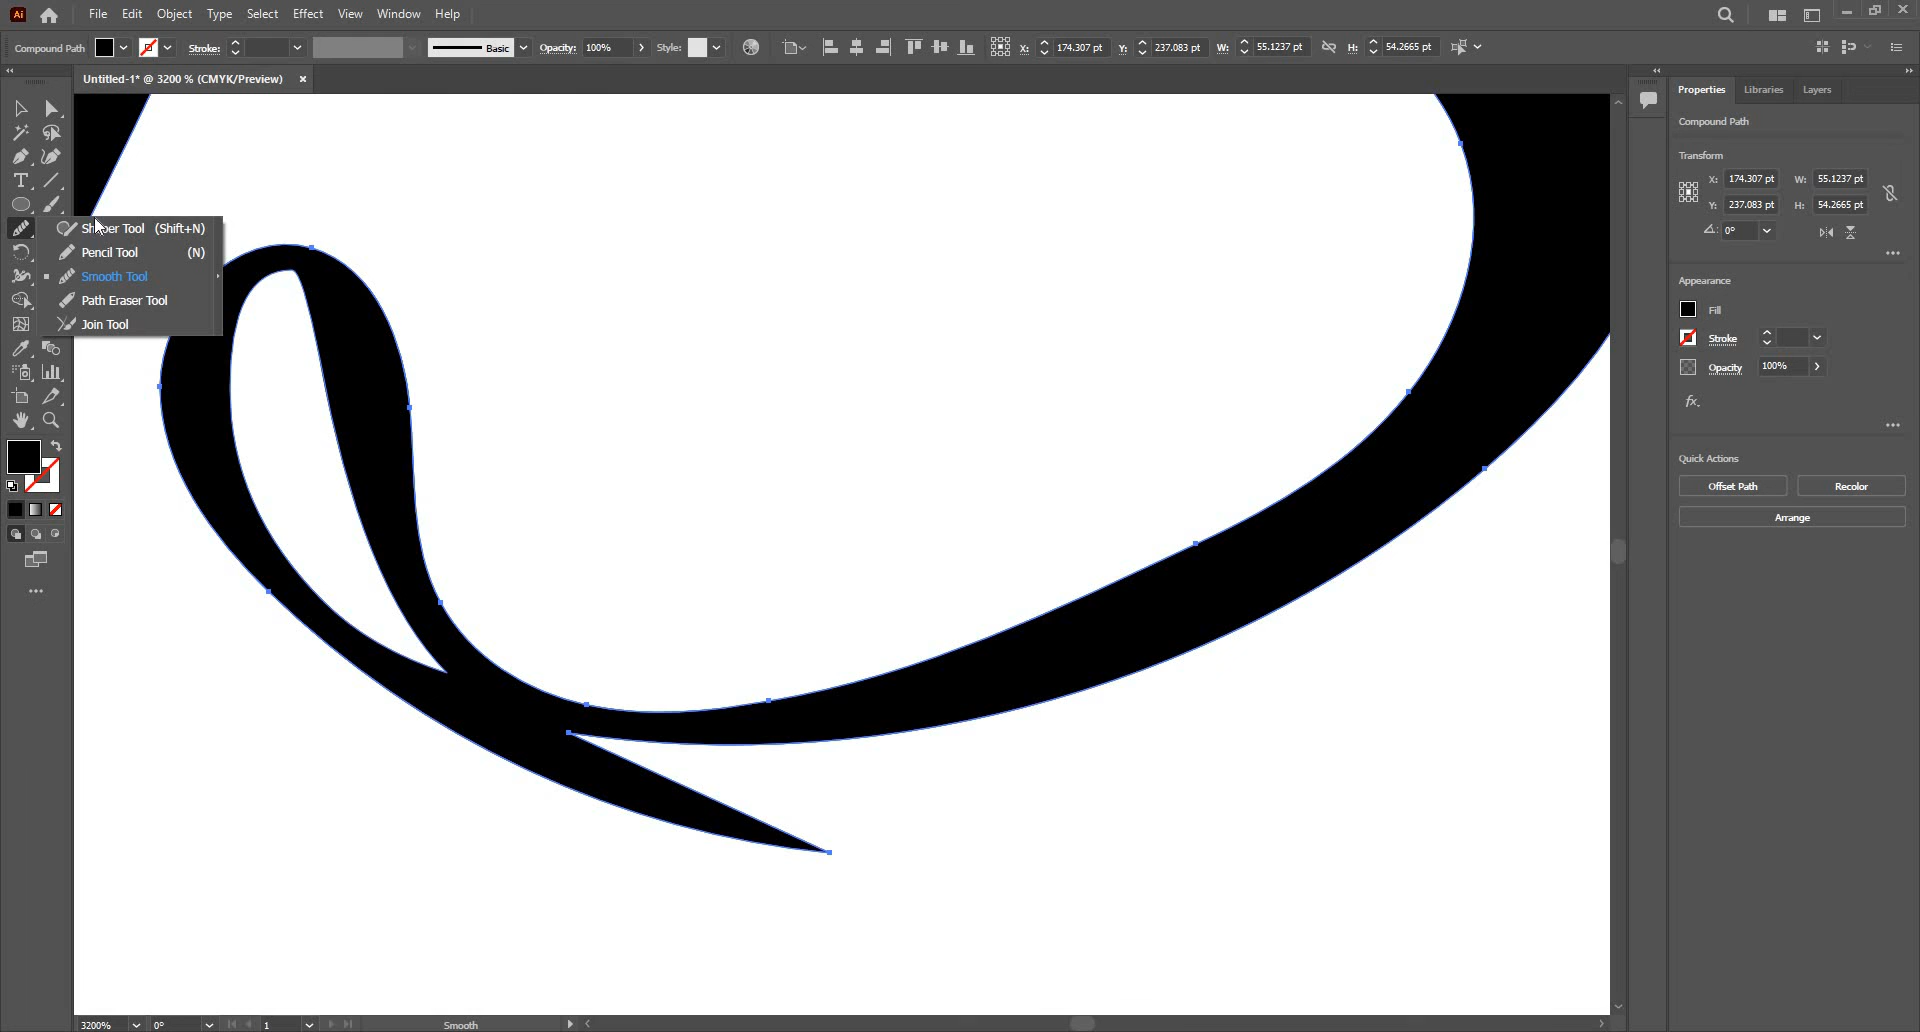 Ai File Edit Object Type Select Effect View Window Help
Compound Path Stroke: Basic Opacity: 100% Style: X: 174.307 pt Y: 237.083 pt W: 55.1237 pt H: 54.2665 pt
Untitled-1* @ 3200 % (CMYK/Preview) ×
Properties Libraries Layers
Compound Path
Transform
X: 174.307 pt W: 55.1237 pt
Y: 237.083 pt H: 54.2665 pt
0°
Shaper Tool (Shift+N)
Pencil Tool (N)
Smooth Tool
Path Eraser Tool
Join Tool
Appearance
Fill
Stroke
Opacity 100%
fx.
Quick Actions
Offset Path Recolor
Arrange
3200% 0° 1 Smooth